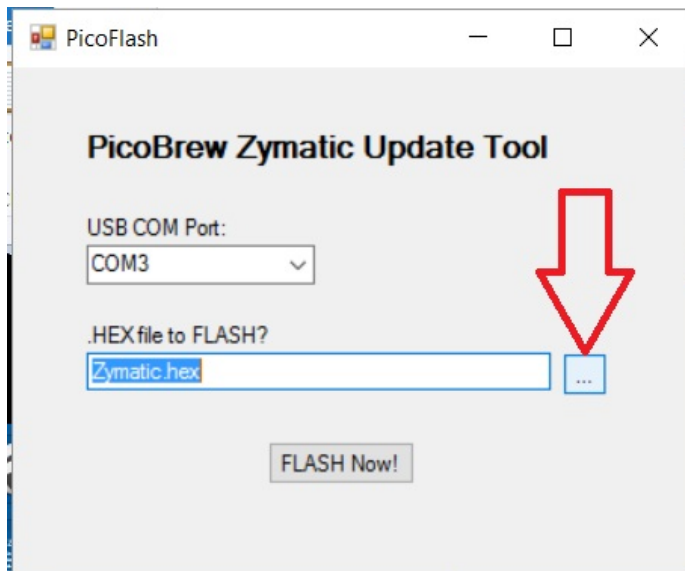 PicoFlash
PicoBrew Zymatic Update Tool
USB COM Port:
COM3
.HEX file to FLASH?
Zymatic.hex
...
FLASH Now!